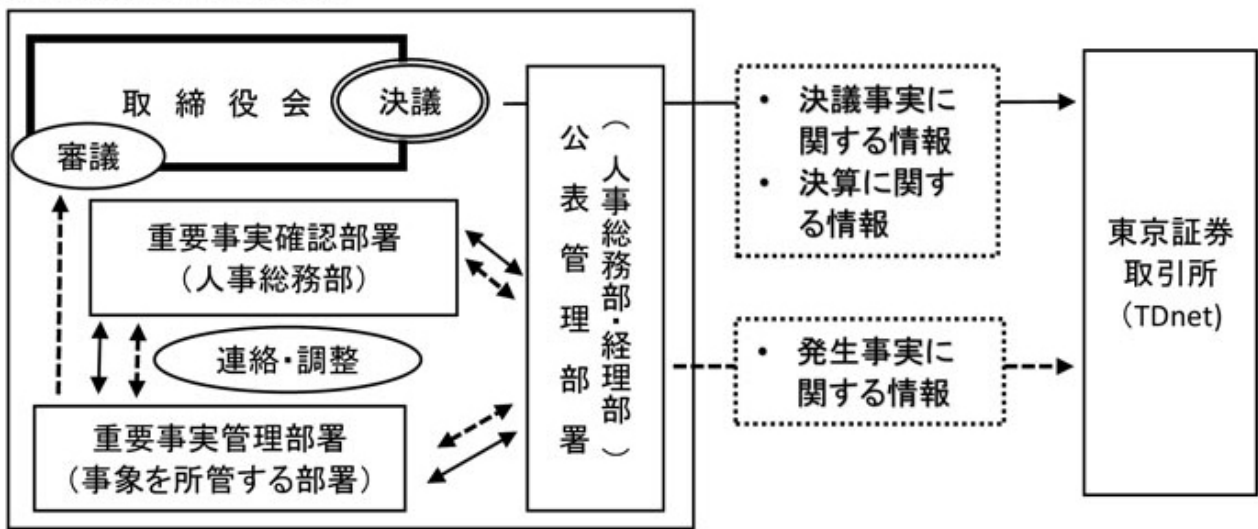 取締役会
決議
審議
重要事実確認部署
（人事総務部）
連絡・調整
重要事実管理部署
（事象を所管する部署）
公表管理部署
（人事総務部・経理部）
• 決議事実に
関する情報
• 決算に関す
る情報
• 発生事実に
関する情報
東京証券
取引所
（TDnet)